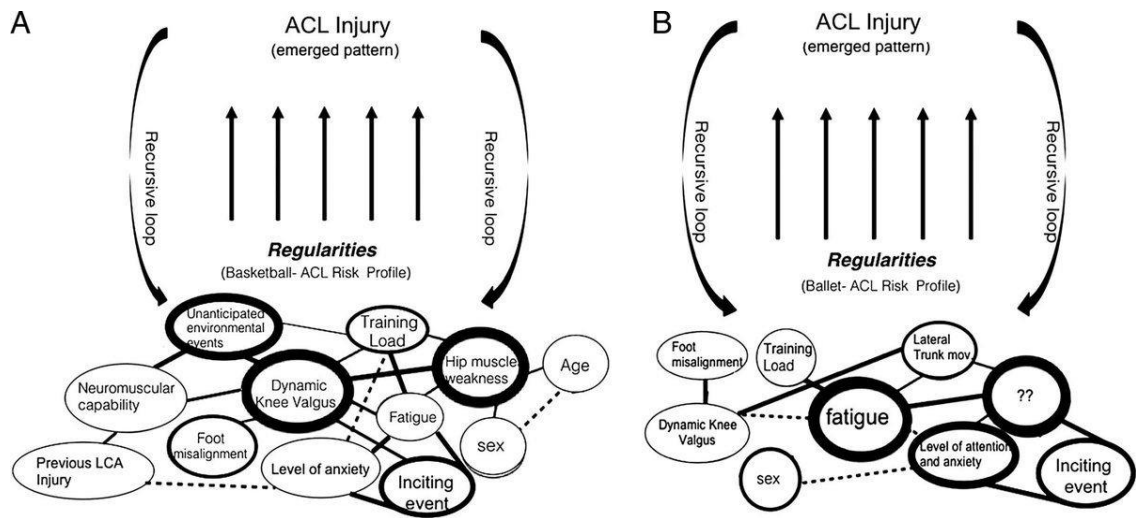 A
ACL Injury
(emerged pattern)
Recursive loop
Recursive loop
Regularities
(Basketball- ACL Risk Profile)
Unanticipated
environmental
events
Training
Load
Hip muscles
weakness
Age
Neuromuscular
capability
Dynamic
Knee Valgus
Fatigue
Foot
misalignment
sex
Previous LCA
Injury
Level of anxiety
Inciting
event
B
ACL Injury
(emerged pattern)
Recursive loop
Recursive loop
Regularities
(Ballet- ACL Risk Profile)
Foot
misalignment
Training
Load
Lateral
Trunk mov.
??
Dynamic Knee
Valgus
fatigue
Level of attention
and anxiety
sex
Inciting
event